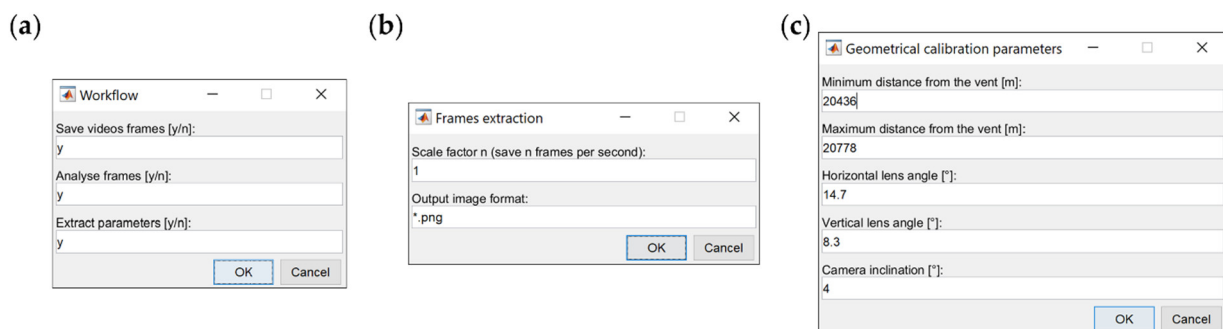 (a)
Workflow
Save videos frames [y/n]:
y
Analyse frames [y/n]:
y
Extract parameters [y/n]:
y
OK Cancel
(b)
Frames extraction
Scale factor n (save n frames per second):
1
Output image format:
*.png
OK Cancel
(c)
Geometrical calibration parameters
Minimum distance from the vent [m]:
20436
Maximum distance from the vent [m]:
20778
Horizontal lens angle [°]:
14.7
Vertical lens angle [°]:
8.3
Camera inclination [°]:
4
OK Cancel